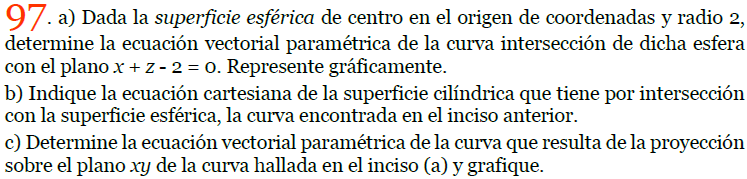 97. a) Dada la superficie esférica de centro en el origen de coordenadas y radio 2,
determine la ecuación vectorial paramétrica de la curva intersección de dicha esfera
con el plano x + z - 2 = 0. Represente gráficamente.
b) Indique la ecuación cartesiana de la superficie cilíndrica que tiene por intersección
con la superficie esférica, la curva encontrada en el inciso anterior.
c) Determine la ecuación vectorial paramétrica de la curva que resulta de la proyección
sobre el plano xy de la curva hallada en el inciso (a) y grafique.